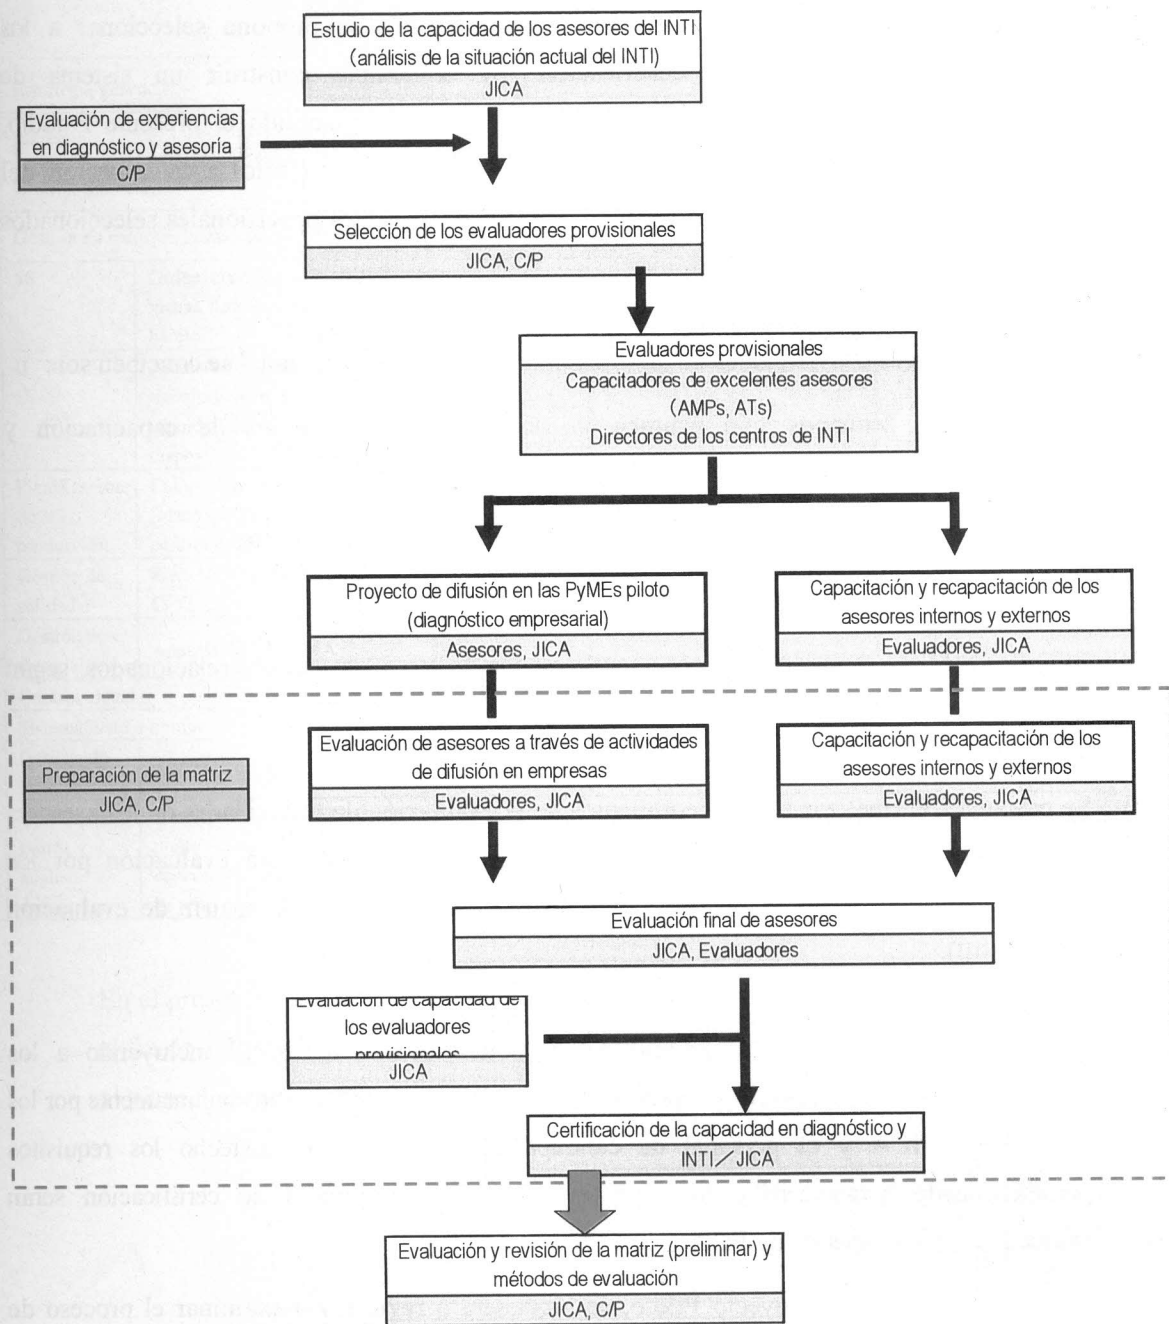 Estudio de la capacidad de los asesores del INTI
(análisis de la situación actual del INTI)
JICA
Evaluación de experiencias
en diagnóstico y asesoría
C/P
Selección de los evaluadores provisionales
JICA, C/P
Evaluadores provisionales
Capacitadores de excelentes asesores
(AMPs, ATs)
Directores de los centros de INTI
Proyecto de difusión en las PyMEs piloto
(diagnóstico empresarial)
Asesores, JICA
Capacitación y recapacitación de los
asesores internos y externos
Evaluadores, JICA
Preparación de la matriz
JICA, C/P
Evaluación de asesores a través de actividades
de difusión en empresas
Evaluadores, JICA
Capacitación y recapacitación de los
asesores internos y externos
Evaluadores, JICA
Evaluación final de asesores
JICA, Evaluadores
Evaluación de capacidad de
los evaluadores
provisionales
JICA
Certificación de la capacidad en diagnóstico y
INTI／JICA
Evaluación y revisión de la matriz (preliminar) y
métodos de evaluación
JICA, C/P